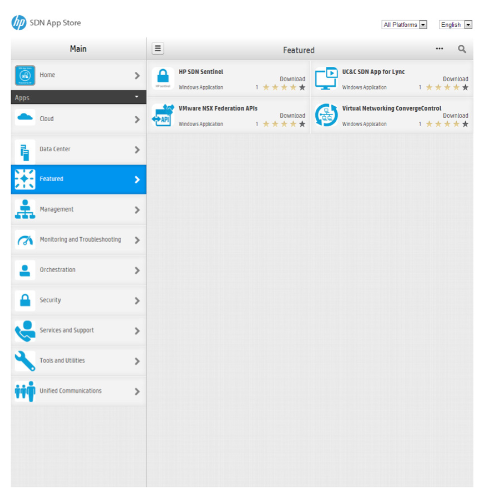 hp SDN App Store
All Platforms
English
Main
Featured
Home
Apps
Cloud
Data Center
Featured
Management
Monitoring and Troubleshooting
Orchestration
Security
Services and Support
Tools and Utilities
Unified Communications
HP SDN Sentinel
Download
Windows Application 1
UC&C SDN App for Lync
Download
Windows Application 1
VMware NSX Federation APIs
Download
Windows Application 1
API
Virtual Networking ConvergeControl
Download
Windows Application 1